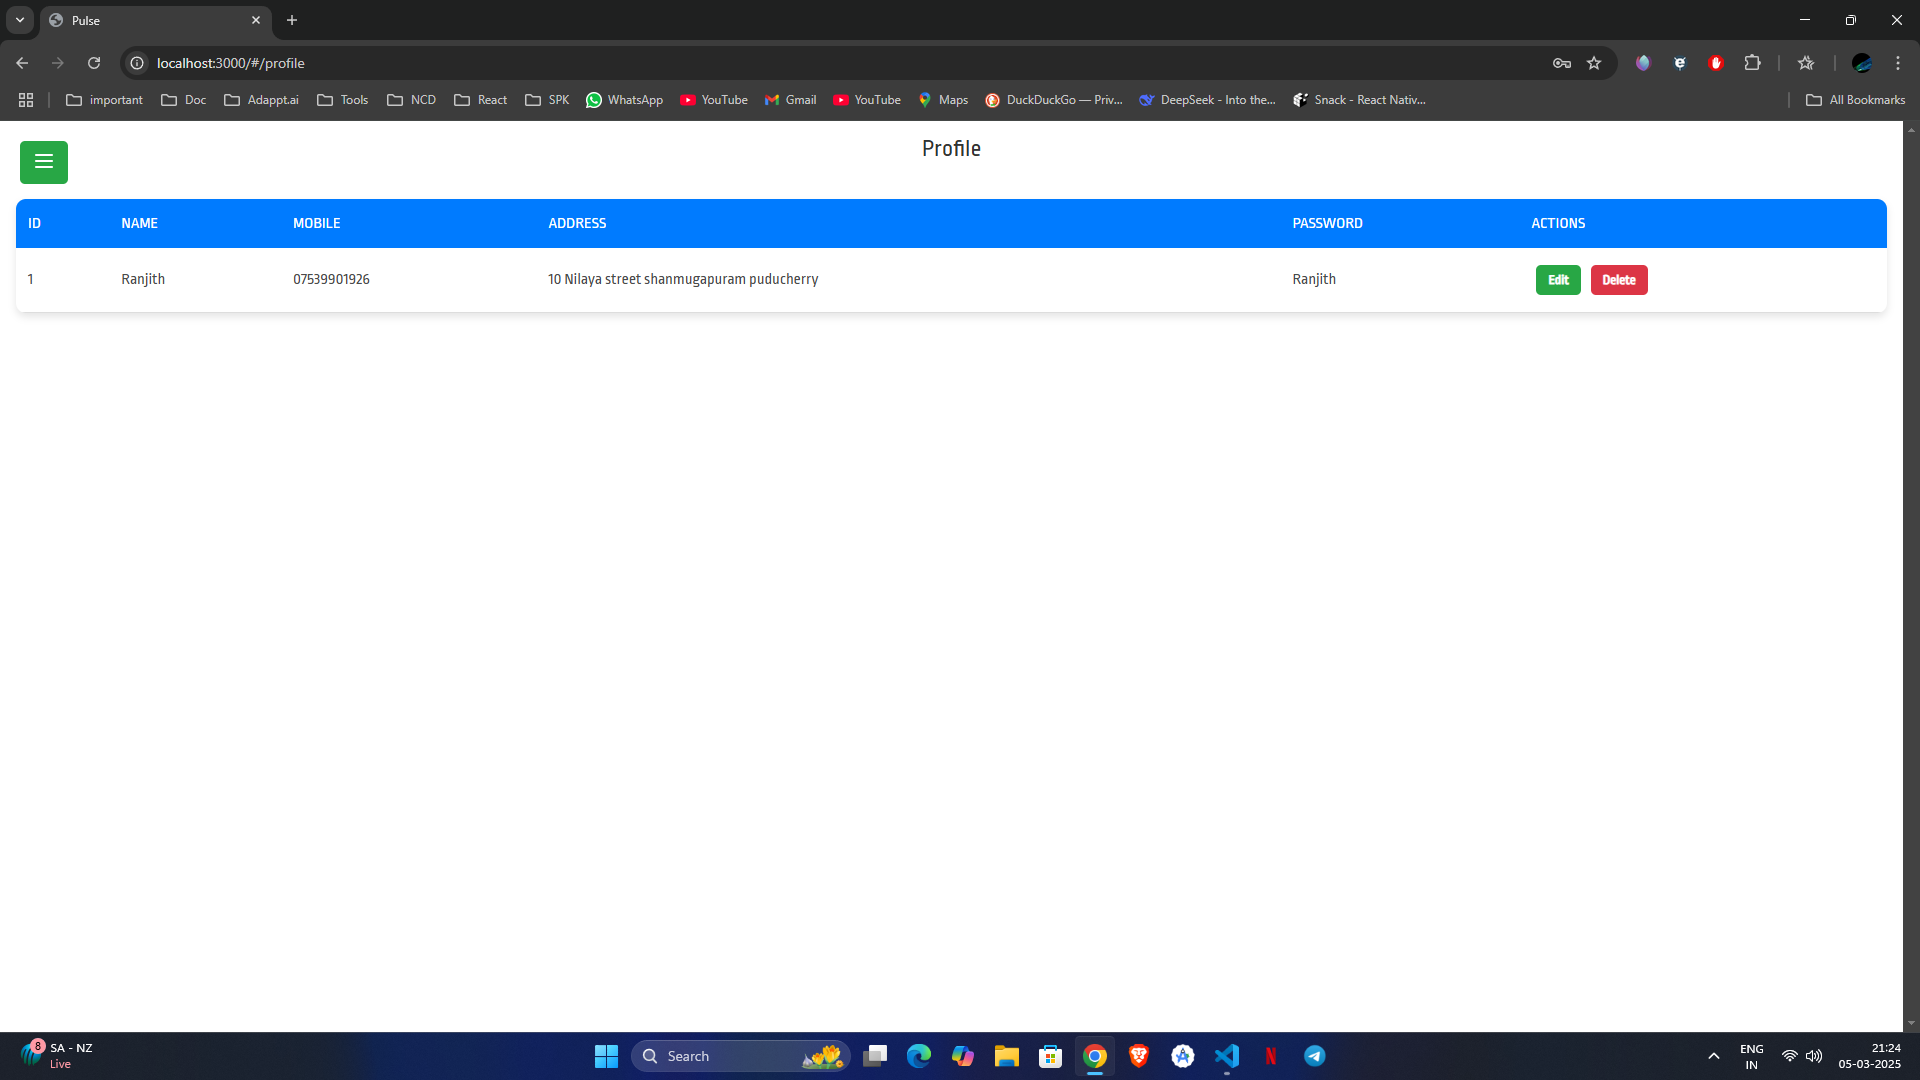 Pulse
localhost:3000/#/profile
important Doc Adappt.ai Tools NCD React SPK WhatsApp YouTube Gmail YouTube Maps DuckDuckGo — Priv... DeepSeek - Into the... Snack - React Nativ... All Bookmarks
Profile
ID NAME MOBILE ADDRESS PASSWORD ACTIONS
1 Ranjith 07539901926 10 Nilaya street shanmugapuram puducherry Ranjith Edit Delete
8 SA - NZ
Live
Search
ENG
IN
21:24
05-03-2025